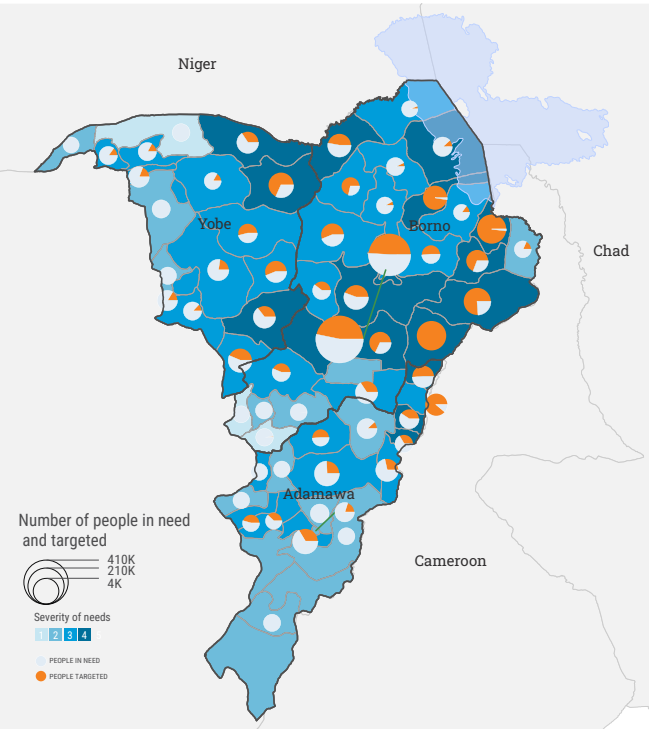 Niger
Yobe
Borno
Chad
Adamawa
Cameroon
Number of people in need
and targeted
410K
210K
4K
Severity of needs
1 2 3 4 5
PEOPLE IN NEED
PEOPLE TARGETED